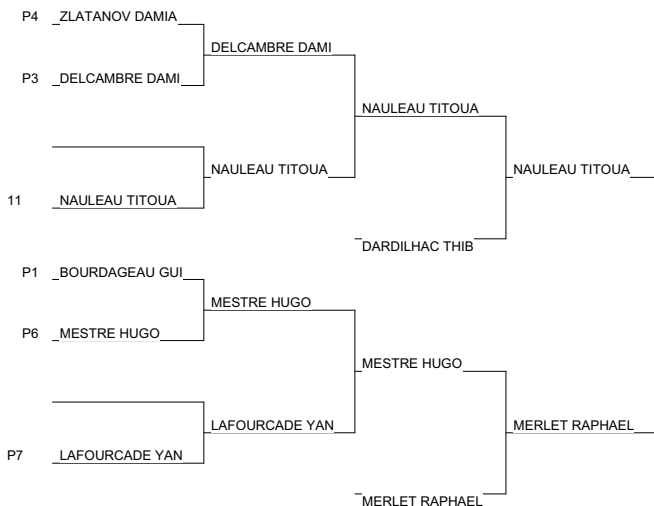 P4 ZLATANOV DAMIA
DELCAMBRE DAMI
P3 DELCAMBRE DAMI
NAULEAU TITOUA
NAULEAU TITOUA
NAULEAU TITOUA
11 NAULEAU TITOUA
DARDILHAC THIB
P1 BOURDAGEAU GUI
MESTRE HUGO
P6 MESTRE HUGO
MESTRE HUGO
LAFOURCADE YAN
MERLET RAPHAEL
P7 LAFOURCADE YAN
MERLET RAPHAEL